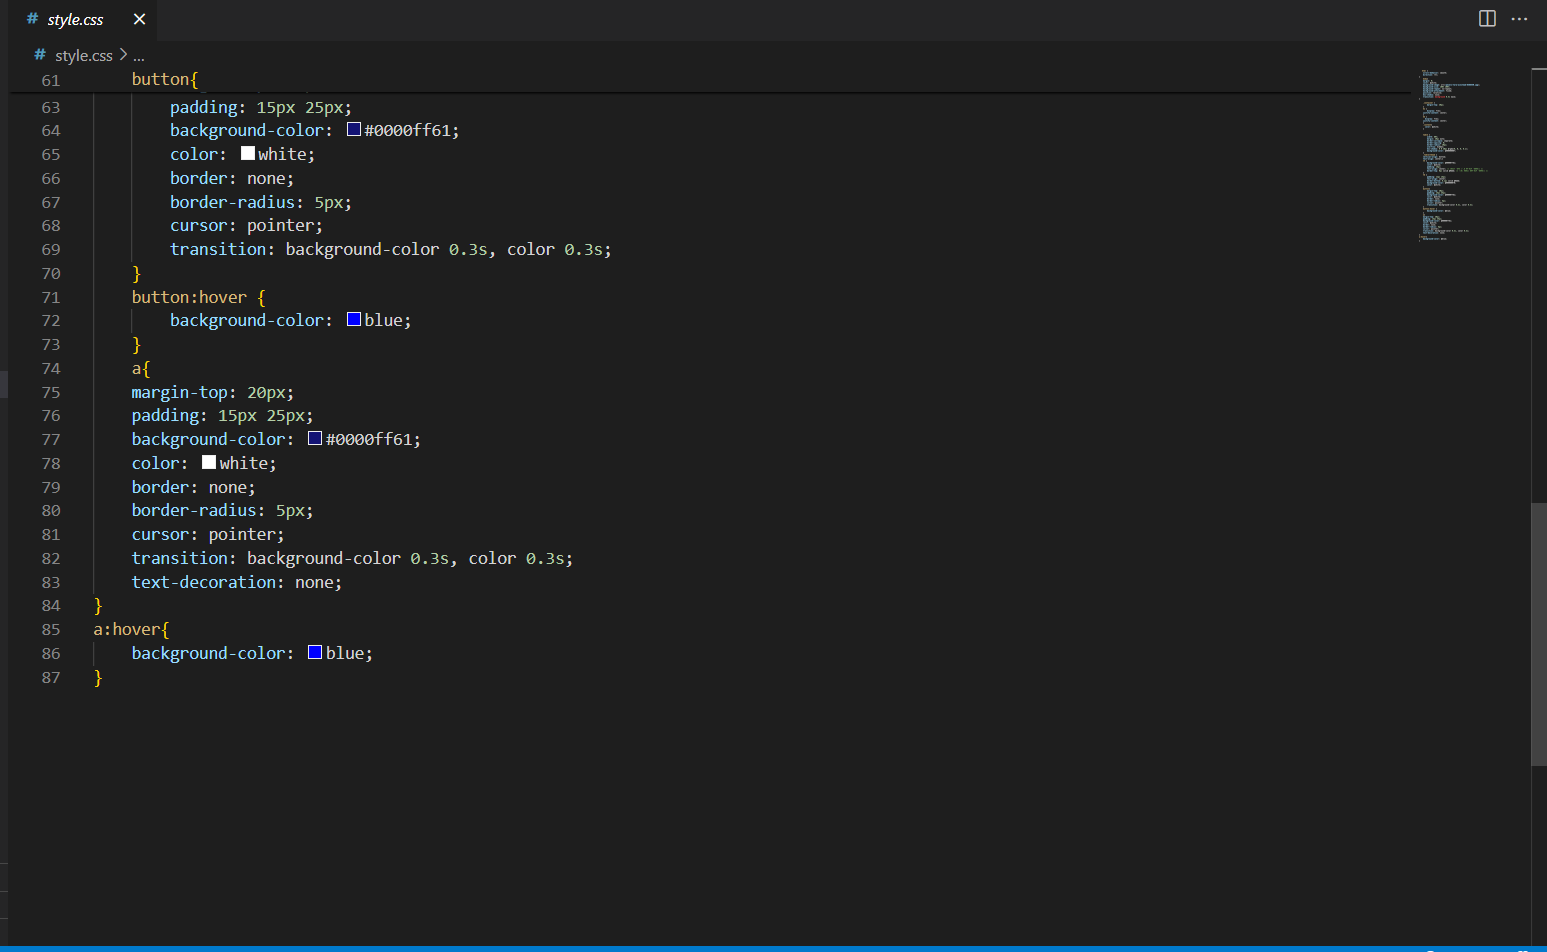 # style.css ×
# style.css > ...
61 button{
63 padding: 15px 25px;
64 background-color: #0000ff61;
65 color: white;
66 border: none;
67 border-radius: 5px;
68 cursor: pointer;
69 transition: background-color 0.3s, color 0.3s;
70 }
71 button:hover {
72 background-color: blue;
73 }
74 a{
75 margin-top: 20px;
76 padding: 15px 25px;
77 background-color: #0000ff61;
78 color: white;
79 border: none;
80 border-radius: 5px;
81 cursor: pointer;
82 transition: background-color 0.3s, color 0.3s;
83 text-decoration: none;
84 }
85 a:hover{
86 background-color: blue;
87 }